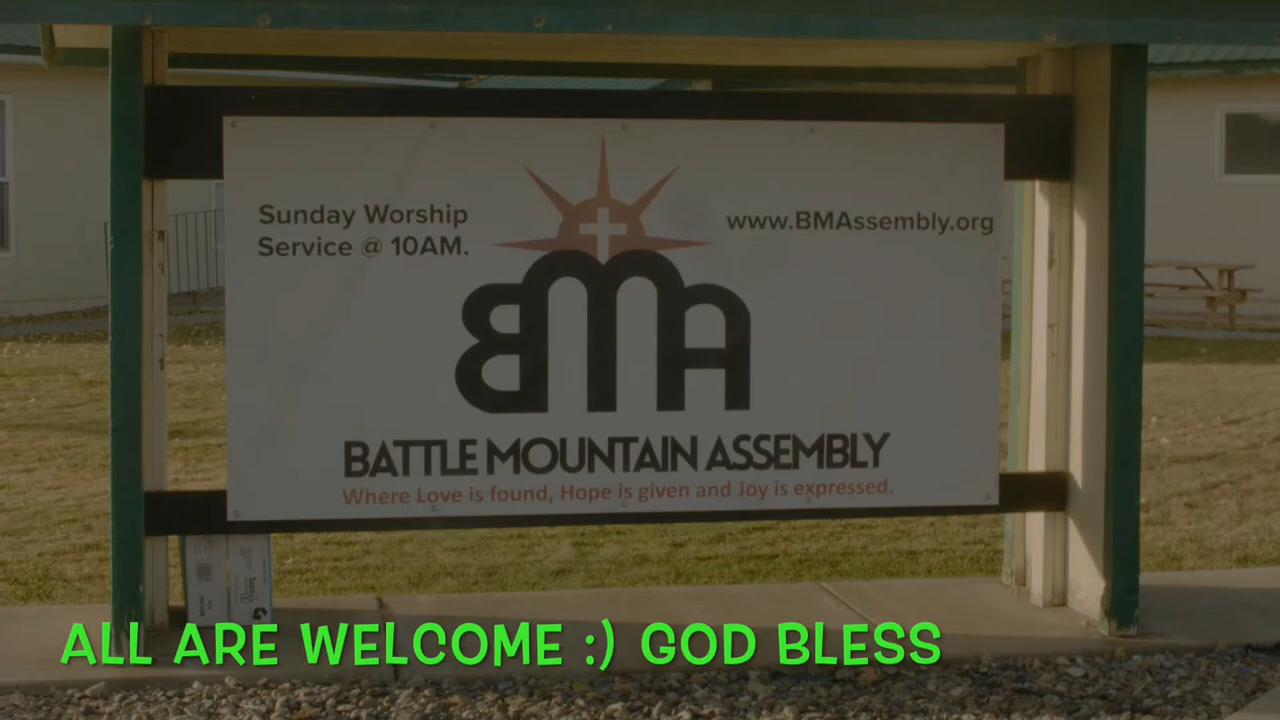 Sunday Worship
Service @ 10AM.
www.BMAssembly.org
BMA
BATTLE MOUNTAIN ASSEMBLY
Where Love is found, Hope is given and Joy is expressed.
ALL ARE WELCOME :) GOD BLESS